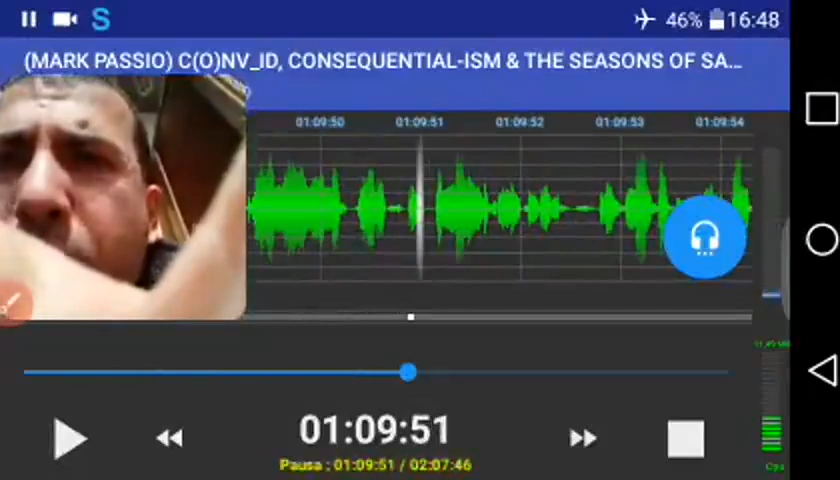 S 46% 16:48
(MARK PASSIO) C(O)NV_ID, CONSEQUENTIAL-ISM & THE SEASONS OF SA…
01:09:50 01:09:51 01:09:52 01:09:53 01:09:54
01:09:51
Pausa : 01:09:51 / 02:07:46
Cpu